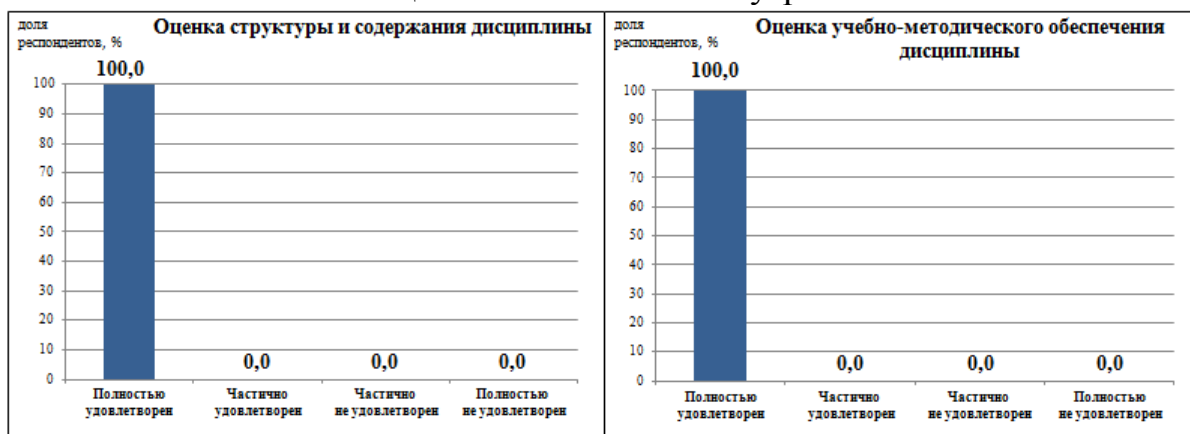 доля
респондентов, %
Оценка структуры и содержания дисциплины
100,0
100
90
80
70
60
50
40
30
20
10
0
0,0 0,0 0,0
Полностью удовлетворен
Частично удовлетворен
Частично не удовлетворен
Полностью не удовлетворен
доля
респондентов, %
Оценка учебно-методического обеспечения
дисциплины
100,0
100
90
80
70
60
50
40
30
20
10
0
0,0 0,0 0,0
Полностью удовлетворен
Частично удовлетворен
Частично не удовлетворен
Полностью не удовлетворен